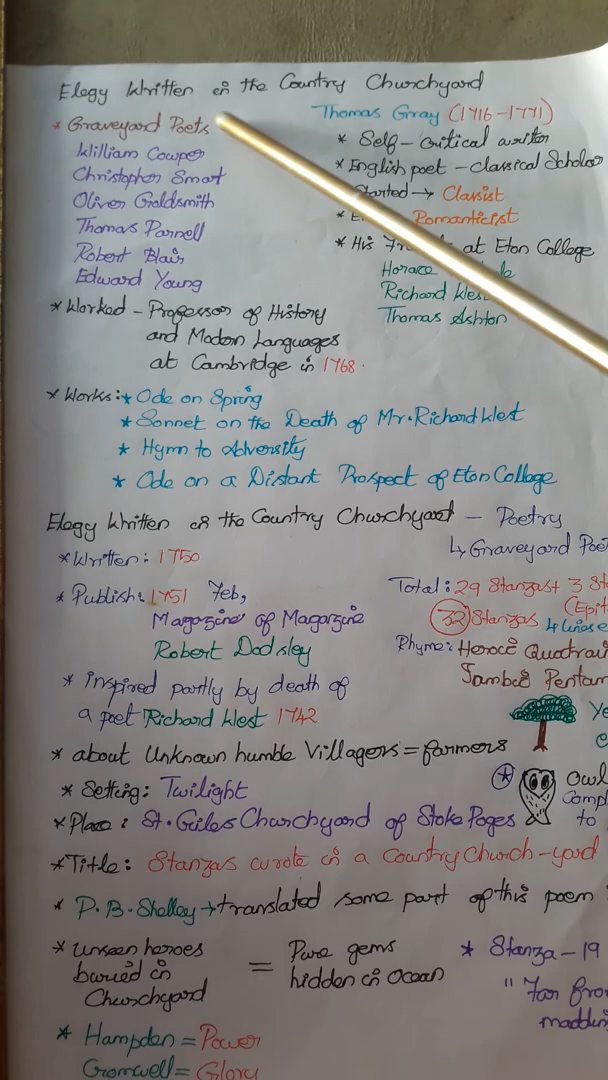 Elegy Written in the Country Churchyard
* Graveyard Poets
William Cowper
Christopher Smart
Oliver Goldsmith
Thomas Parnell
Robert Blair
Edward Young
Thomas Gray (1716-1771)
* Self-critical writer
* English poet - Classical Scholar
Started → Classist
* E Romanticist
* His at Eton College
Horace
Richard West
Thomas Ashton
* Worked - Professor of History
and Modern Languages
at Cambridge in 1768.
* Works: * Ode on Spring
* Sonnet on the Death of Mr. Richard West
* Hymn to Adversity
* Ode on a Distant Prospect of Eton College
Elegy Written in the Country Churchyard - Poetry
↳ Graveyard Poet
* Written: 1750
* Publish: 1751 Feb,
Magarzine of Magarzine
Robert Dodsley
Total: 29 Stanzas + 3 St
(Epit
32 Stanzas 4 lines e
Rhyme: Heroic Quatrain
Iambic Pentam
* inspired partly by death of
a poet Richard West 1742
Ye
e
* about Unknown humble Villagers = farmers
* Setting: Twilight
* Owl
Compl
to
* Place: St. Giles Churchyard of Stoke Poges
* Title: Stanzas wrote in a Country Church-yard
* P. B. Shelley → translated some part of this poem
* Unseen heroes
buried in
Churchyard
= Pure gems
hidden in Ocean
* Stanza - 19
" Far fro
maddin
* Hampden = Power
Cromwell = Glory